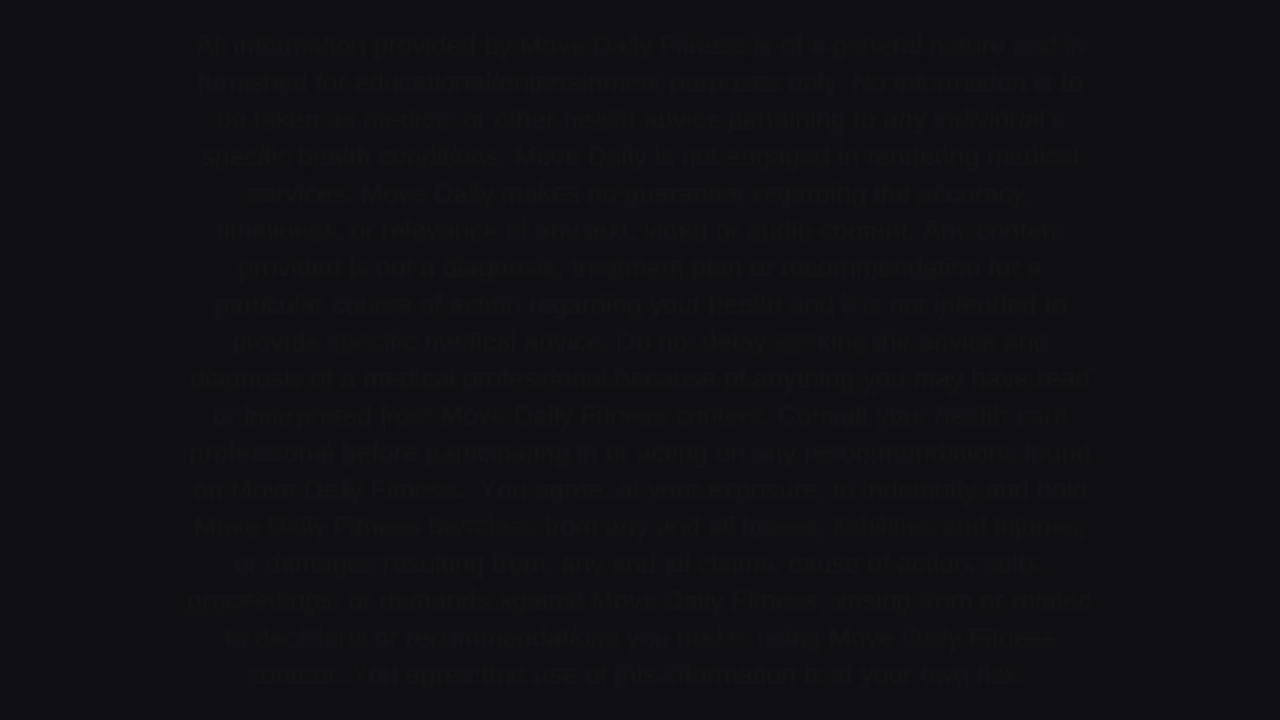 All information provided by Move Daily Fitness is of a general nature and is
furnished for educational/entertainment purposes only. No information is to
be taken as medical or other health advice pertaining to any individual's
specific health conditions. Move Daily is not engaged in rendering medical
services. Move Daily makes no guarantee regarding the accuracy,
timeliness, or relevance of any text, video or audio content. Any content
provided is not a diagnosis, treatment plan or recommendation for a
particular course of action regarding your health and it is not intended to
provide specific medical advice. Do not delay seeking the advice and
diagnosis of a medical professional because of anything you may have read
or interpreted from Move Daily Fitness content. Consult your health care
professional before participating in or acting on any recommendations found
on Move Daily Fitness. You agree, at your exposure, to indemnify and hold
Move Daily Fitness harmless from any and all losses, liabilities and injuries,
or damages resulting from, any and all claims, cause of action, suits,
proceedings, or demands against Move Daily Fitness, arising from or related
to decisions or recommendations you make, using Move Daily Fitness
content. You agree that use of this information is at your own risk.